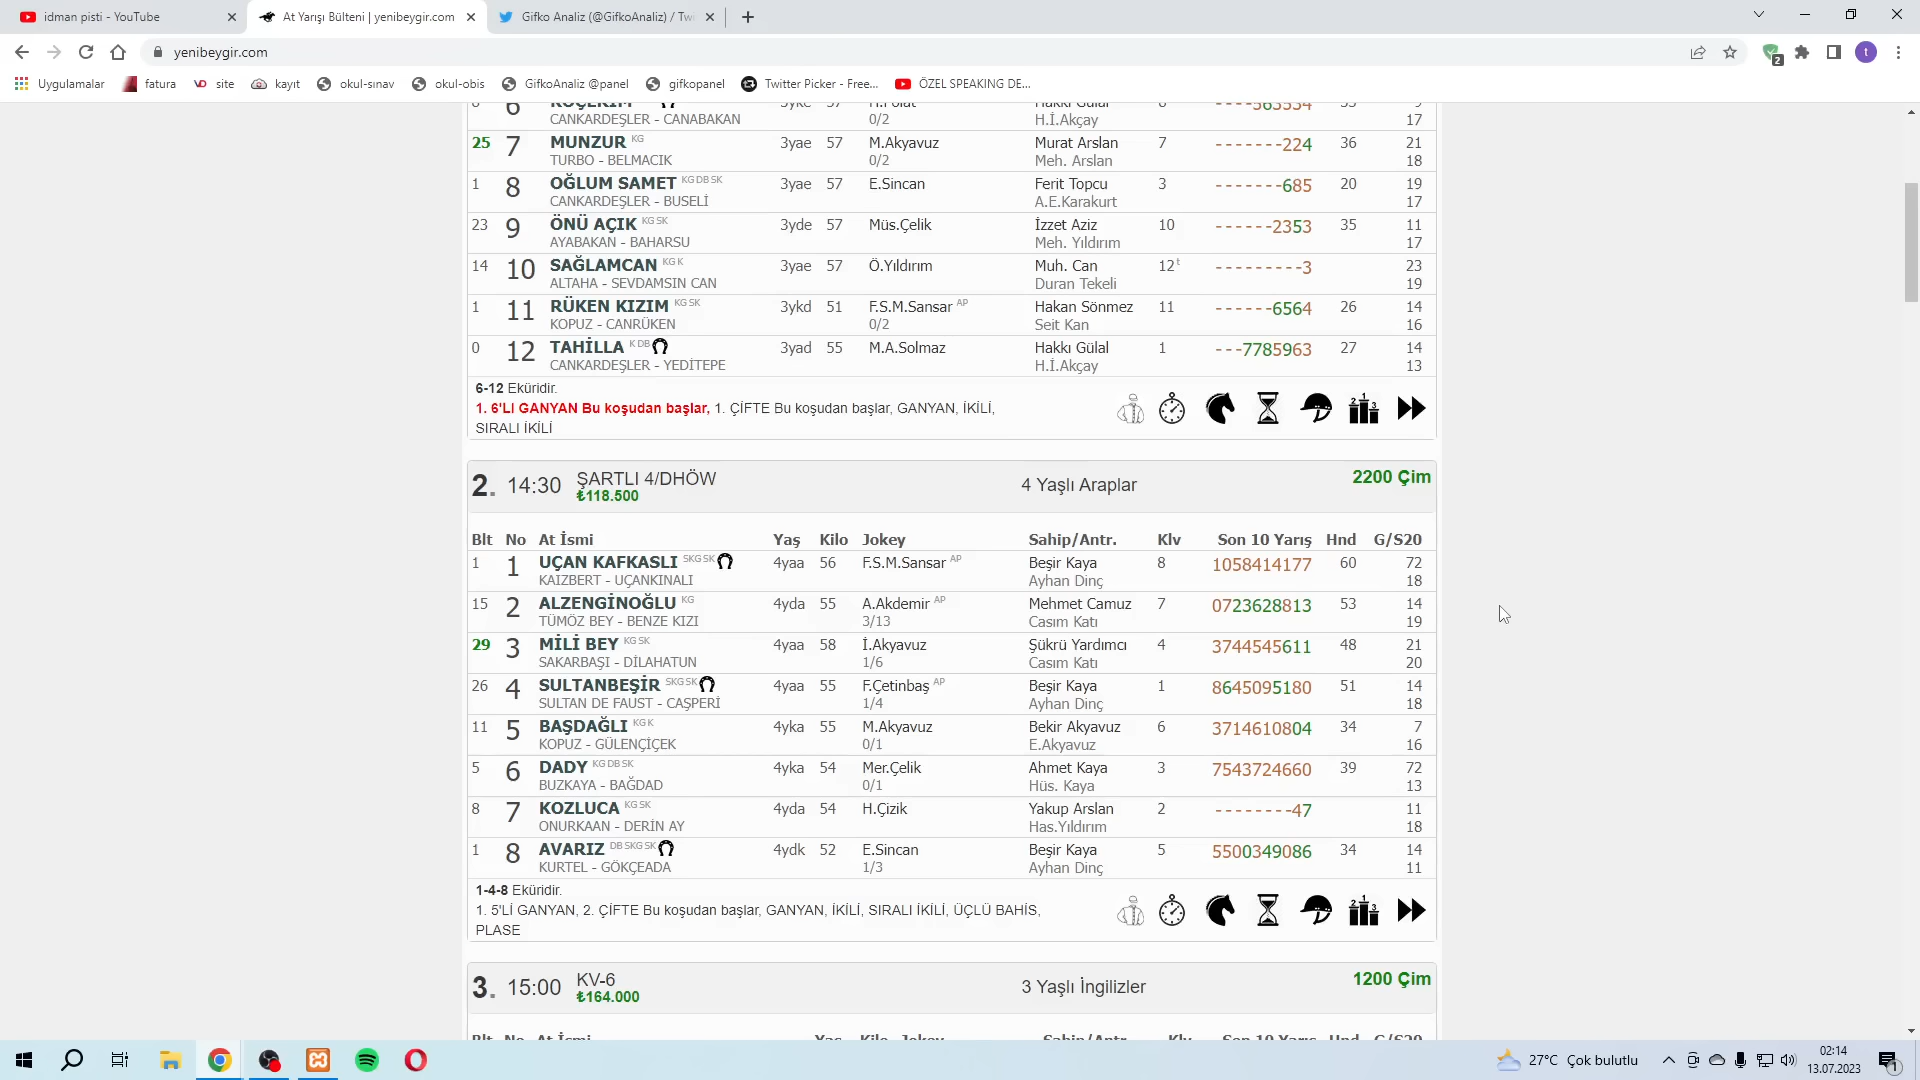 idman pisti - YouTube
At Yarışı Bülteni | yenibeygir.com
Gifko Analiz (@GifkoAnaliz) / Tw
yenibeygir.com
2
t
Uygulamalar
fatura
VD site
kayıt
okul-sınav
okul-obis
GifkoAnaliz @panel
gifkopanel
Twitter Picker - Free...
ÖZEL SPEAKING DE...
CANKARDEŞLER - CANABAKAN 0/2 H.İ.Akçay 17
25 7 MUNZUR KG 3yae 57 M.Akyavuz Murat Arslan 7 -------224 36 21
TURBO - BELMACIK 0/2 Meh. Arslan 18
1 8 OĞLUM SAMET KG DB SK 3yae 57 E.Sincan Ferit Topcu 3 -------685 20 19
CANKARDEŞLER - BUSELİ A.E.Karakurt 17
23 9 ÖNÜ AÇIK KG SK 3yde 57 Müs.Çelik İzzet Aziz 10 ------2353 35 11
AYABAKAN - BAHARSU Meh. Yıldırım 17
14 10 SAĞLAMCAN KG K 3yae 57 Ö.Yıldırım Muh. Can 12 t ---------3 23
ALTAHA - SEVDAMSIN CAN Duran Tekeli 19
1 11 RÜKEN KIZIM KG SK 3ykd 51 F.S.M.Sansar AP Hakan Sönmez 11 ------6564 26 14
KOPUZ - CANRÜKEN 0/2 Seit Kan 16
0 12 TAHİLLA K DB 3yad 55 M.A.Solmaz Hakkı Gülal 1 ---7785963 27 14
CANKARDEŞLER - YEDİTEPE H.İ.Akçay 13
6-12 Eküridir.
1. 6'LI GANYAN Bu koşudan başlar, 1. ÇİFTE Bu koşudan başlar, GANYAN, İKİLİ,
SIRALI İKİLİ
2. 14:30 ŞARTLI 4/DHÖW 4 Yaşlı Araplar 2200 Çim
₺118.500
Blt No At İsmi Yaş Kilo Jokey Sahip/Antr. Klv Son 10 Yarış Hnd G/S20
1 1 UÇAN KAFKASLI SKG SK 4yaa 56 F.S.M.Sansar AP Beşir Kaya 8 1058414177 60 72
KAIZBERT - UÇANKINALI Ayhan Dinç 18
15 2 ALZENGİNOĞLU KG 4yda 55 A.Akdemir AP Mehmet Camuz 7 0723628813 53 14
TÜMÖZ BEY - BENZE KIZI 3/13 Casım Katı 19
29 3 MİLİ BEY KG SK 4yaa 58 İ.Akyavuz Şükrü Yardımcı 4 3744545611 48 21
SAKARBAŞI - DİLAHATUN 1/6 Casım Katı 20
26 4 SULTANBEŞİR SKG SK 4yaa 55 F.Çetinbaş AP Beşir Kaya 1 8645095180 51 14
SULTAN DE FAUST - CAŞPERİ 1/4 Ayhan Dinç 18
11 5 BAŞDAĞLI KG K 4yka 55 M.Akyavuz Bekir Akyavuz 6 3714610804 34 7
KOPUZ - GÜLENÇİÇEK 0/1 E.Akyavuz 16
5 6 DADY KG DB SK 4yka 54 Mer.Çelik Ahmet Kaya 3 7543724660 39 72
BUZKAYA - BAĞDAD 0/1 Hüs. Kaya 13
8 7 KOZLUCA KG SK 4yda 54 H.Çizik Yakup Arslan 2 --------47 11
ONURKAAN - DERİN AY Has.Yıldırım 18
1 8 AVARIZ DB SKG SK 4ydk 52 E.Sincan Beşir Kaya 5 5500349086 34 14
KURTEL - GÖKÇEADA 1/3 Ayhan Dinç 11
1-4-8 Eküridir.
1. 5'Lİ GANYAN, 2. ÇİFTE Bu koşudan başlar, GANYAN, İKİLİ, SIRALI İKİLİ, ÜÇLÜ BAHİS,
PLASE
3. 15:00 KV-6 3 Yaşlı İngilizler 1200 Çim
₺164.000
Blt No At İsmi Yaş Kilo Jokey Sahip/Antr. Klv Son 10 Yarış Hnd G/S20
27°C Çok bulutlu
02:14
13.07.2023
1